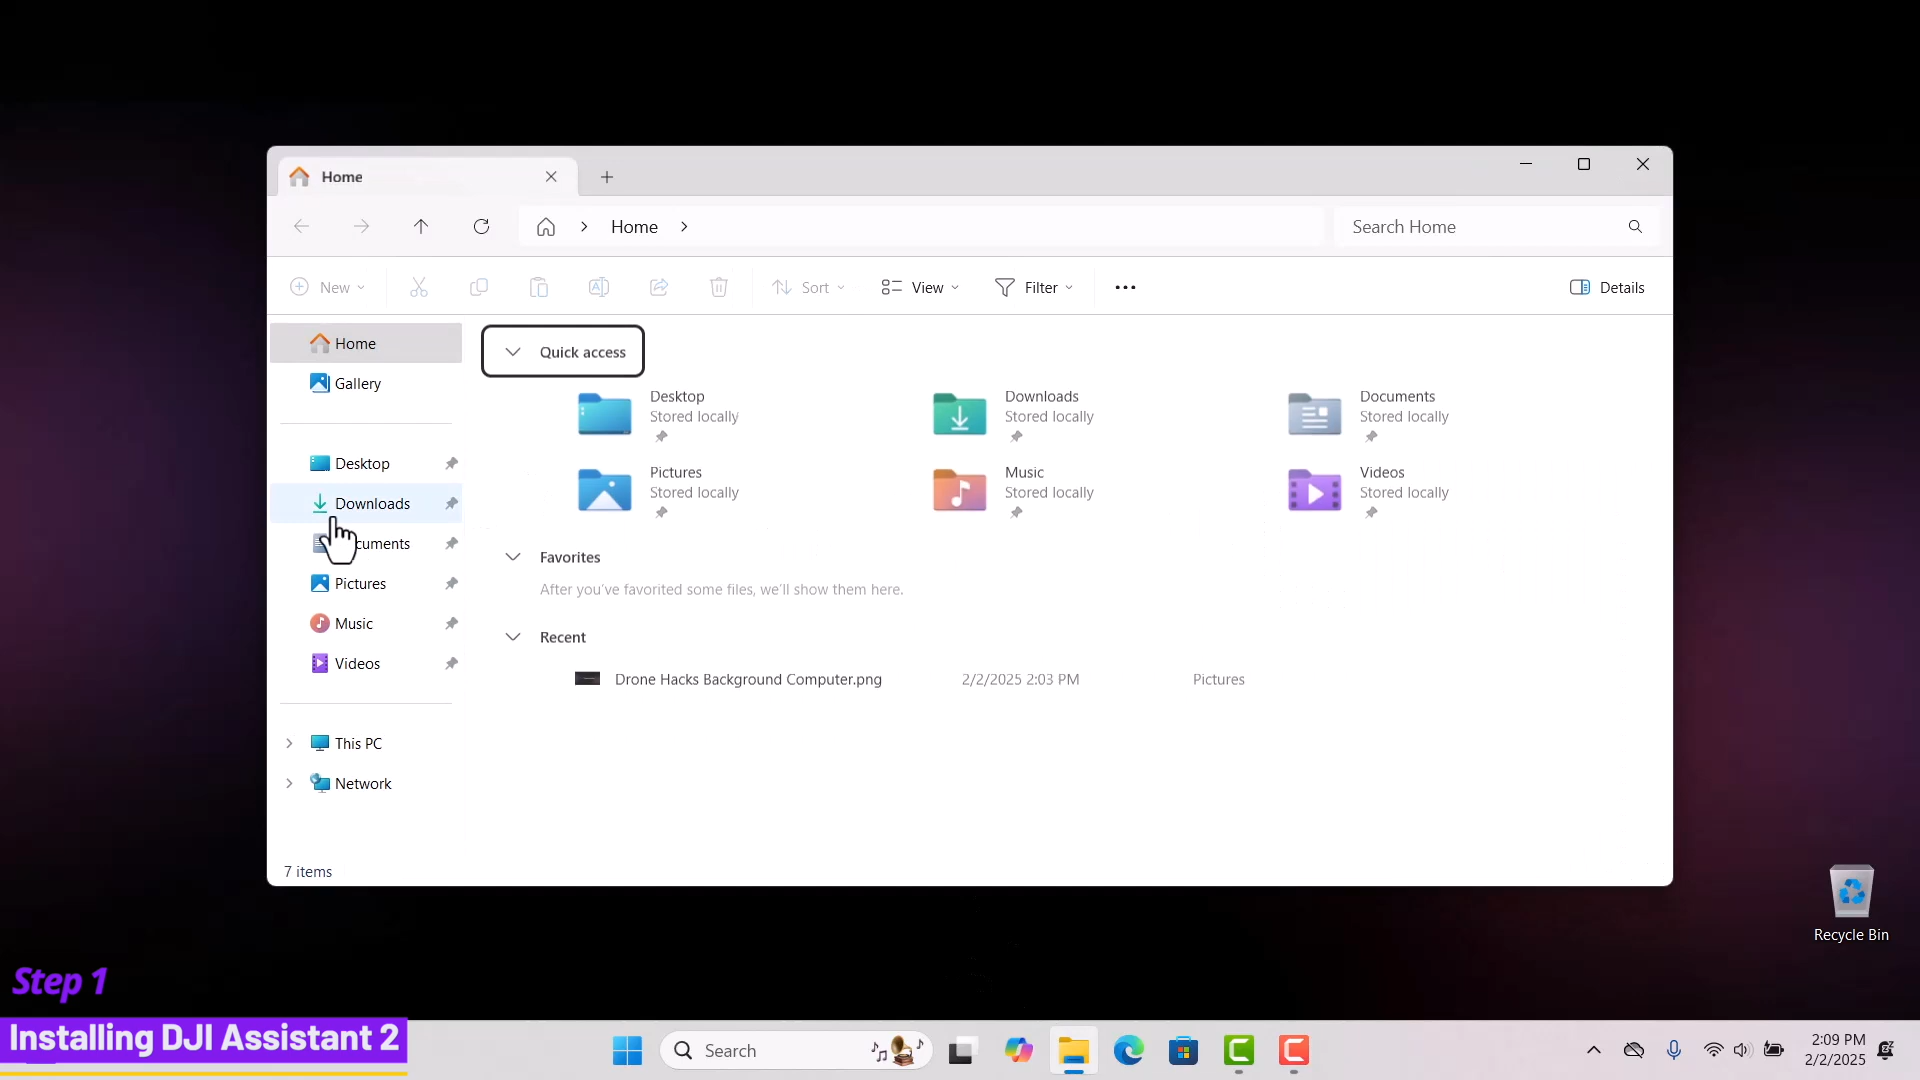 Home
Home
Search Home
New
Sort
View
Filter
Details
Home
Gallery
Desktop
Downloads
cuments
Pictures
Music
Videos
This PC
Network
Quick access
Desktop
Stored locally
Downloads
Stored locally
Documents
Stored locally
Pictures
Stored locally
Music
Stored locally
Videos
Stored locally
Favorites
After you've favorited some files, we'll show them here.
Recent
Drone Hacks Background Computer.png 2/2/2025 2:03 PM Pictures
7 items
Recycle Bin
Step 1
Installing DJI Assistant 2
Search
2:09 PM
2/2/2025